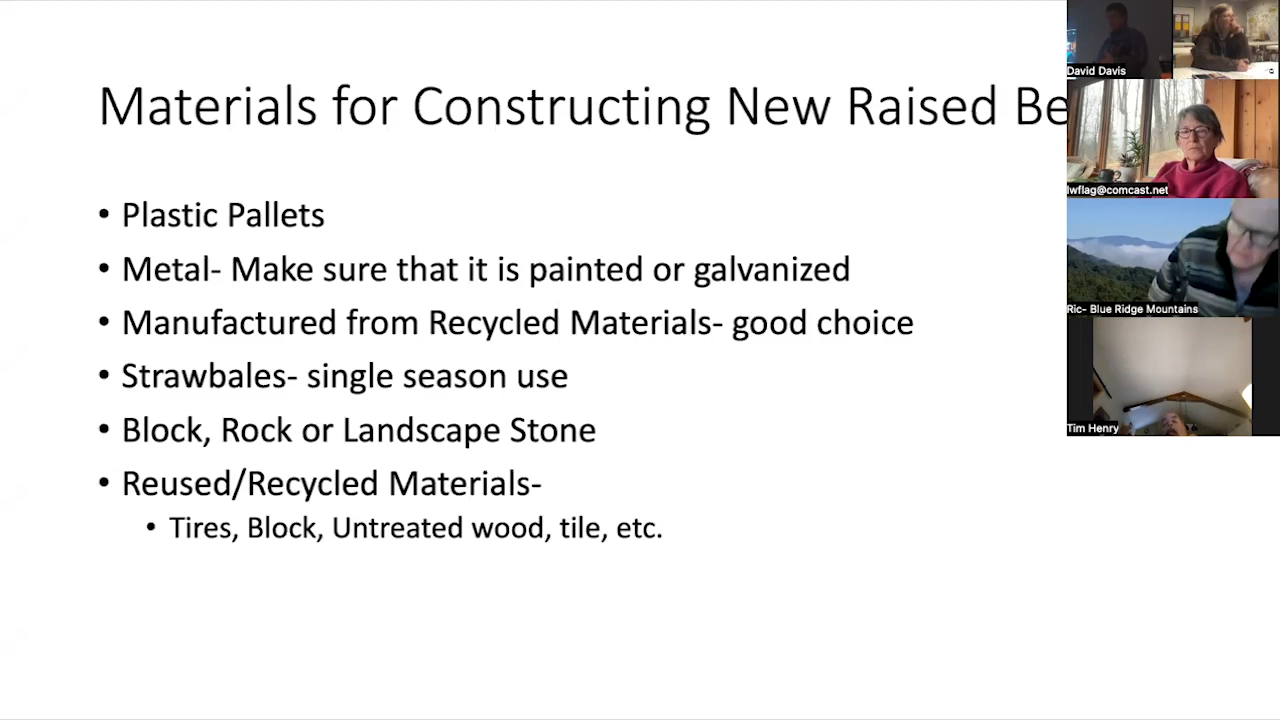 Materials for Constructing New Raised Be
• Plastic Pallets
• Metal- Make sure that it is painted or galvanized
• Manufactured from Recycled Materials- good choice
• Strawbales- single season use
• Block, Rock or Landscape Stone
• Reused/Recycled Materials-
• Tires, Block, Untreated wood, tile, etc.
David Davis
lwflag@comcast.net
Ric- Blue Ridge Mountains
Tim Henry